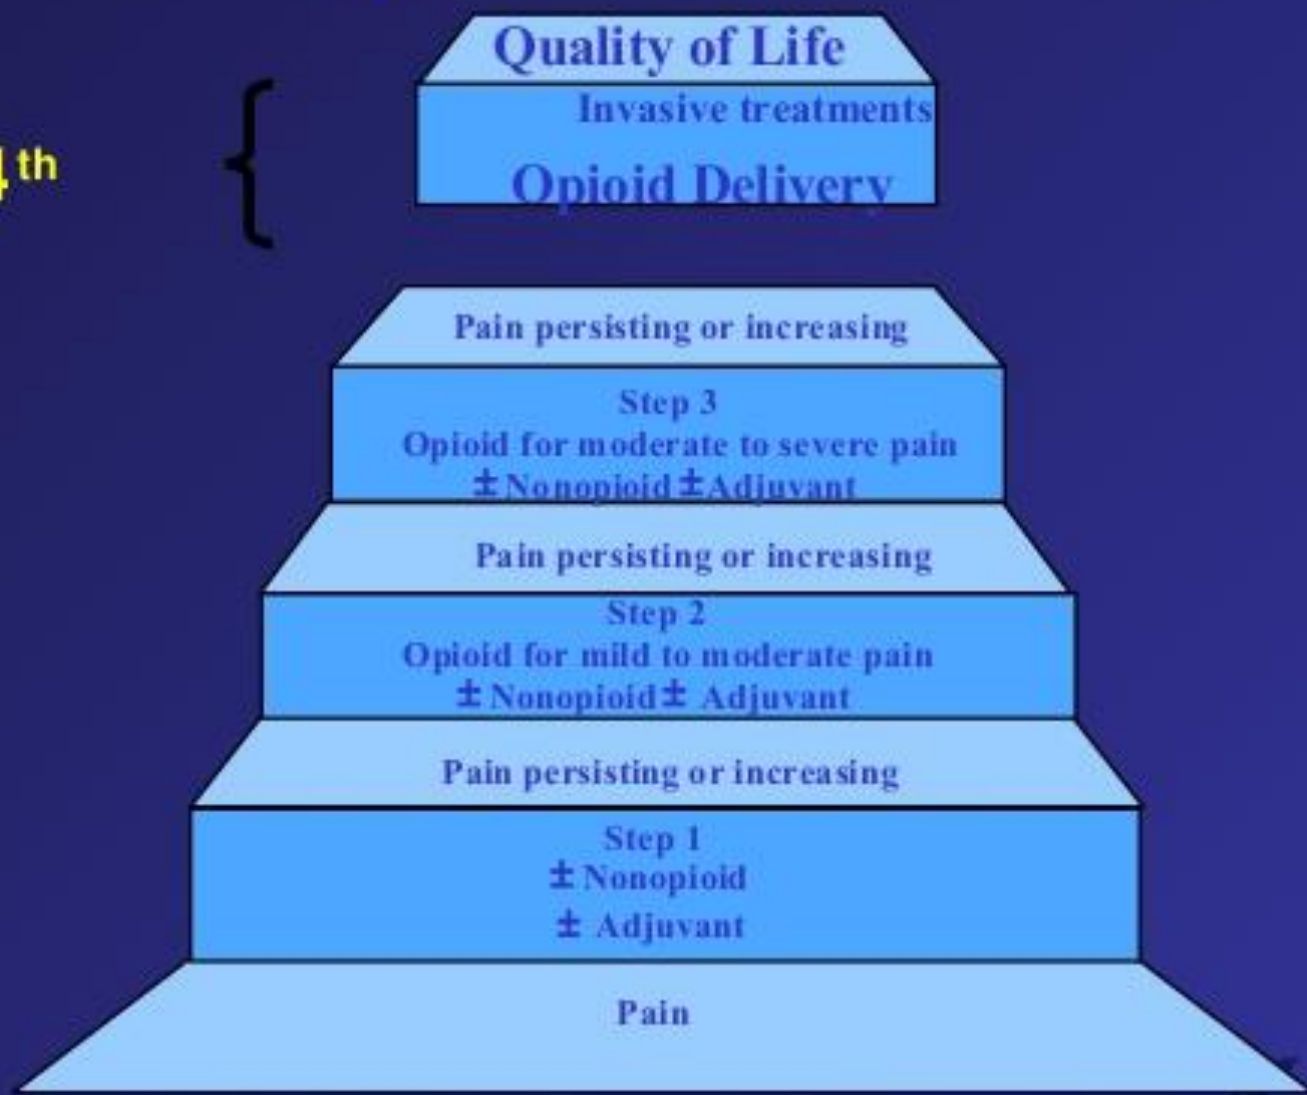 Quality of Life
Invasive treatments
4th
Opioid Delivery
Pain persisting or increasing
Step 3
Opioid for moderate to severe pain
± Nonopioid ± Adjuvant
Pain persisting or increasing
Step 2
Opioid for mild to moderate pain
± Nonopioid ± Adjuvant
Pain persisting or increasing
Step 1
± Nonopioid
± Adjuvant
Pain